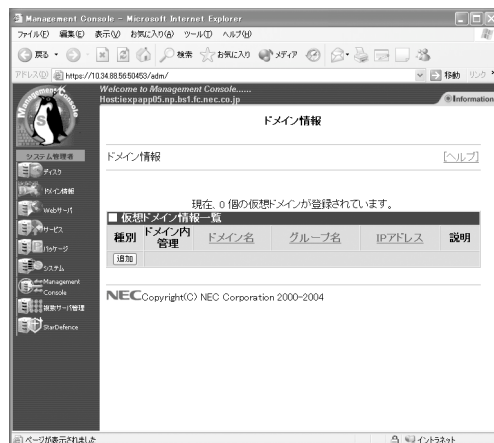 Management Console - Microsoft Internet Explorer
ファイル(F) 編集(E) 表示(V) お気に入り(A) ツール(T) ヘルプ(H)
戻る 検索 お気に入り メディア
アドレス(D) https://10.34.88.56:50453/adm/ 移動 リンク
Management Console
Welcome to Management Console......
Host:iexpapp05.np.bs1.fc.nec.co.jp
Information
システム管理者
ディスク
ドメイン情報
Webサーバ
サービス
パッケージ
システム
Management Console
複数サーバ管理
StarDefence
ドメイン情報
ドメイン情報 [ヘルプ]
現在、0 個の仮想ドメインが登録されています。
■ 仮想ドメイン情報一覧
種別 ドメイン内管理 ドメイン名 グループ名 IPアドレス 説明
追加
NEC Copyright(C) NEC Corporation 2000-2004
ページが表示されました イントラネット